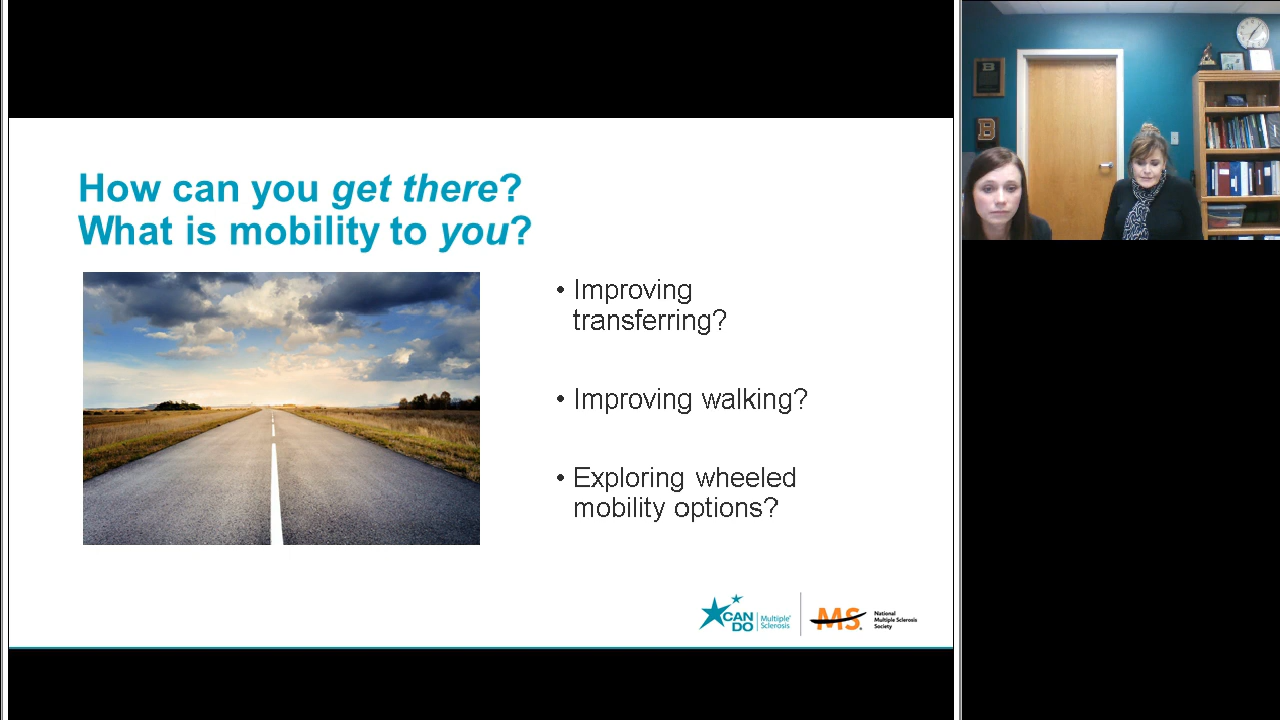 How can you get there?
What is mobility to you?
• Improving
transferring?
• Improving walking?
• Exploring wheeled
mobility options?
CAN
DO
Multiple
Sclerosis
MS
National
Multiple Sclerosis
Society
B
B